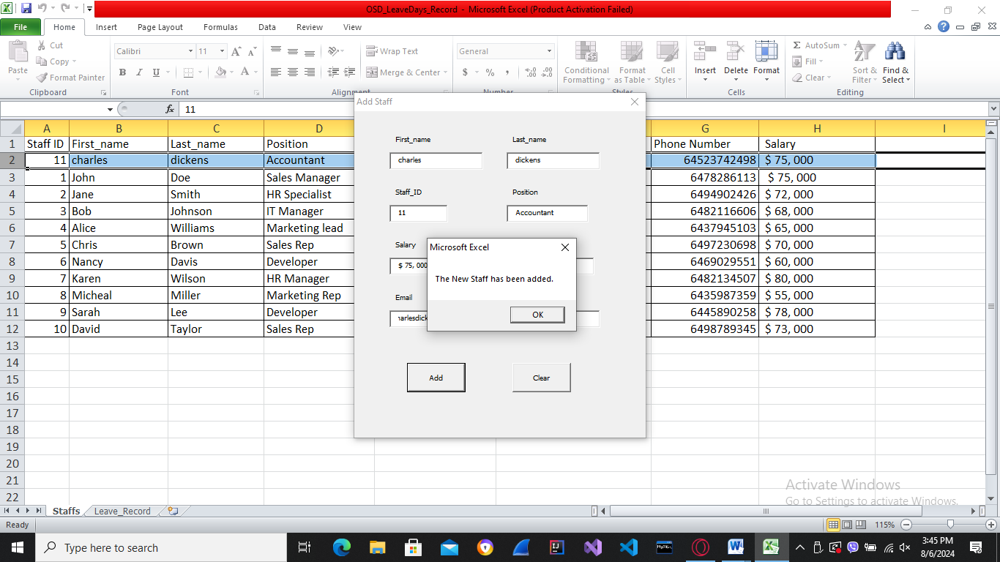 OSD_LeaveDays_Record - Microsoft Excel (Product Activation Failed)
File Home Insert Page Layout Formulas Data Review View
Paste
Cut
Copy
Format Painter
Clipboard
Calibri 11
B I U
Font
Wrap Text
Merge & Center
Alignment
General
$ % ,
Number
Conditional Formatting
Format as Table
Cell Styles
Styles
Insert Delete Format
Cells
AutoSum
Fill
Clear
Sort & Filter
Find & Select
Editing
fx 11
A B C D G H I
1 Staff ID First_name Last_name Position Phone Number Salary
2 11 charles dickens Accountant 64523742498 $ 75, 000
3 1 John Doe Sales Manager 6478286113 $ 75, 000
4 2 Jane Smith HR Specialist 6494902426 $ 72, 000
5 3 Bob Johnson IT Manager 6482116606 $ 68, 000
6 4 Alice Williams Marketing lead 6437945103 $ 65, 000
7 5 Chris Brown Sales Rep 6497230698 $ 70, 000
8 6 Nancy Davis Developer 6469029551 $ 60, 000
9 7 Karen Wilson HR Manager 6482134507 $ 80, 000
10 8 Micheal Miller Marketing Rep 6435987359 $ 55, 000
11 9 Sarah Lee Developer 6445890258 $ 78, 000
12 10 David Taylor Sales Rep 6498789345 $ 73, 000
13
14
15
16
17
18
19
20
21
22
Add Staff
First_name Last_name
charles dickens
Staff_ID Position
11 Accountant
Salary
$ 75, 000
Email
arlesdick
Add Clear
Microsoft Excel
The New Staff has been added.
OK
Activate Windows
Go to Settings to activate Windows.
Staffs Leave_Record
Ready 115%
Type here to search
MySQL
3:45 PM
8/6/2024